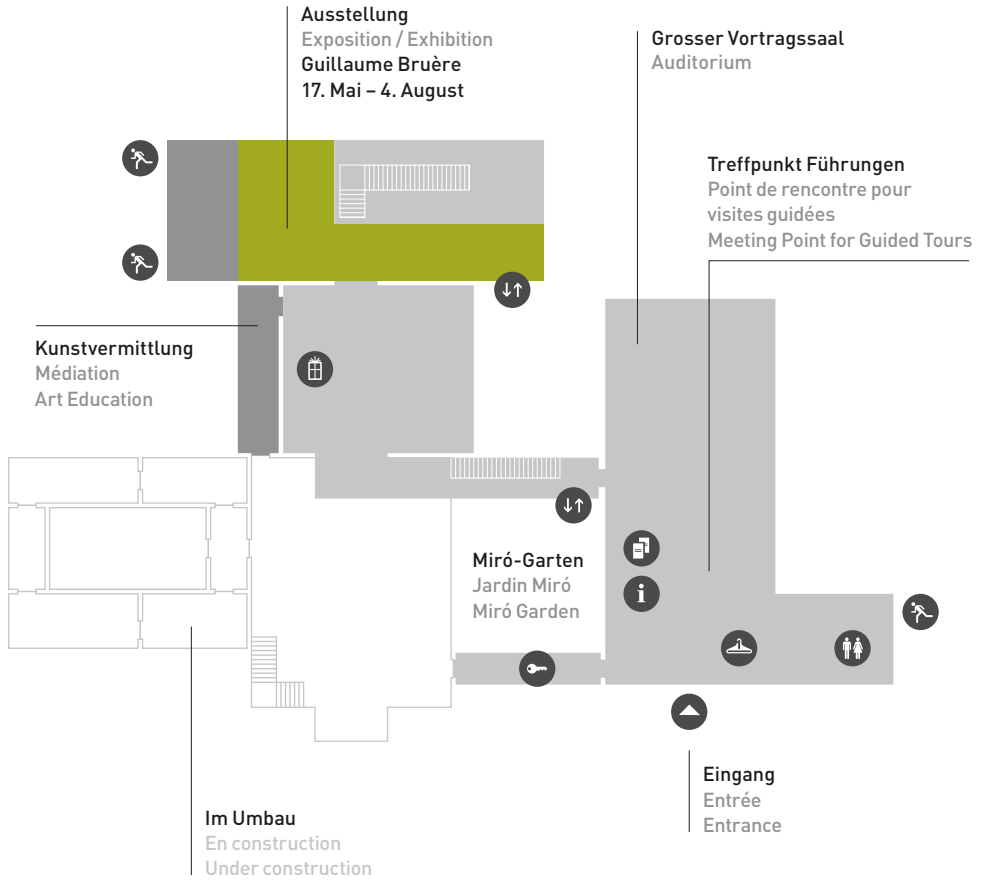 Ausstellung
Exposition / Exhibition
Guillaume Bruère
17. Mai – 4. August
Grosser Vortragssaal
Auditorium
Treffpunkt Führungen
Point de rencontre pour
visites guidées
Meeting Point for Guided Tours
Kunstvermittlung
Médiation
Art Education
Miró-Garten
Jardin Miró
Miró Garden
Eingang
Entrée
Entrance
Im Umbau
En construction
Under construction